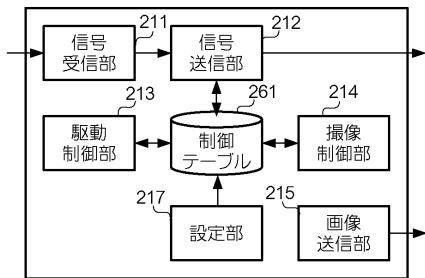 211
212
信号
受信部
信号
送信部
213
261
214
駆動
制御部
制御
テーブル
撮像
制御部
217
215
設定部
画像
送信部